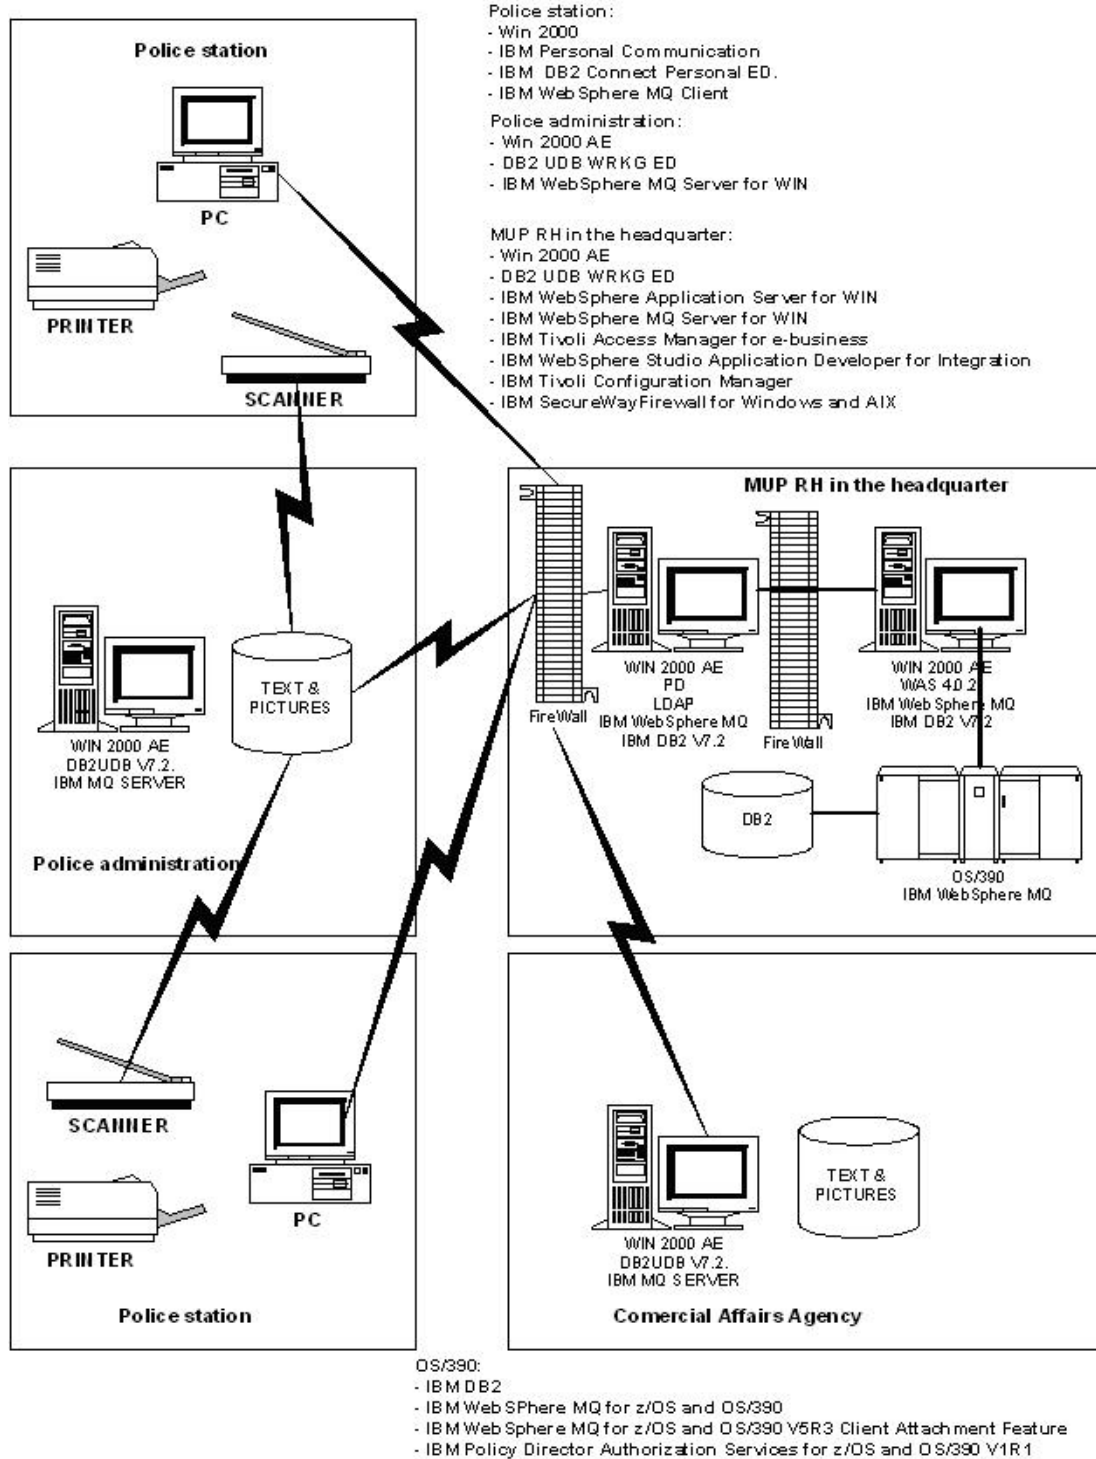 Police station:
- Win 2000
- IBM Personal Communication
- IBM DB2 Connect Personal ED.
- IBM WebSphere MQ Client
Police administration:
- Win 2000 AE
- DB2 UDB WRKG ED
- IBM WebSphere MQ Server for WIN
MUP RH in the headquarter:
- Win 2000 AE
- DB2 UDB WRKG ED
- IBM WebSphere Application Server for WIN
- IBM WebSphere MQ Server for WIN
- IBM Tivoli Access Manager for e-business
- IBM WebSphere Studio Application Developer for Integration
- IBM Tivoli Configuration Manager
- IBM SecureWayFirewall for Windows and AIX
Police station
PC
PRINTER
SCANNER
TEXT &
PICTURES
WIN 2000 AE
DB2UDB V7.2.
IBM MQ SERVER
Police administration
MUP RH in the headquarter
FireWall
WIN 2000 AE
PD
LDAP
IBM WebSphere MQ
IBM DB2 V7.2
FireWall
WIN 2000 AE
WAS 4.0.2
IBM WebSphere MQ
IBM DB2 V7.2
DB2
OS/390
IBM WebSphere MQ
SCANNER
PC
PRINTER
Police station
TEXT &
PICTURES
WIN 2000 AE
DB2UDB V7.2.
IBM MQ SERVER
Comercial Affairs Agency
OS/390:
- IBM DB2
- IBM WebSPhere MQ for z/OS and OS/390
- IBM WebSphere MQ for z/OS and OS/390 V5R3 Client Attachment Feature
- IBM Policy Director Authorization Services for z/OS and OS/390 V1R1